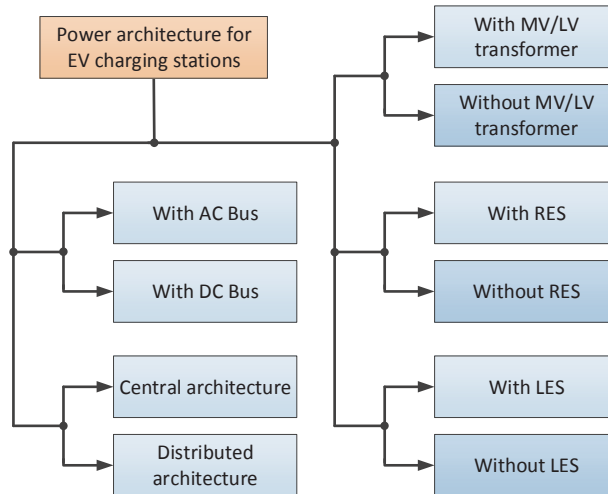 Power architecture for
EV charging stations
With AC Bus
With DC Bus
Central architecture
Distributed
architecture
With MV/LV
transformer
Without MV/LV
transformer
With RES
Without RES
With LES
Without LES